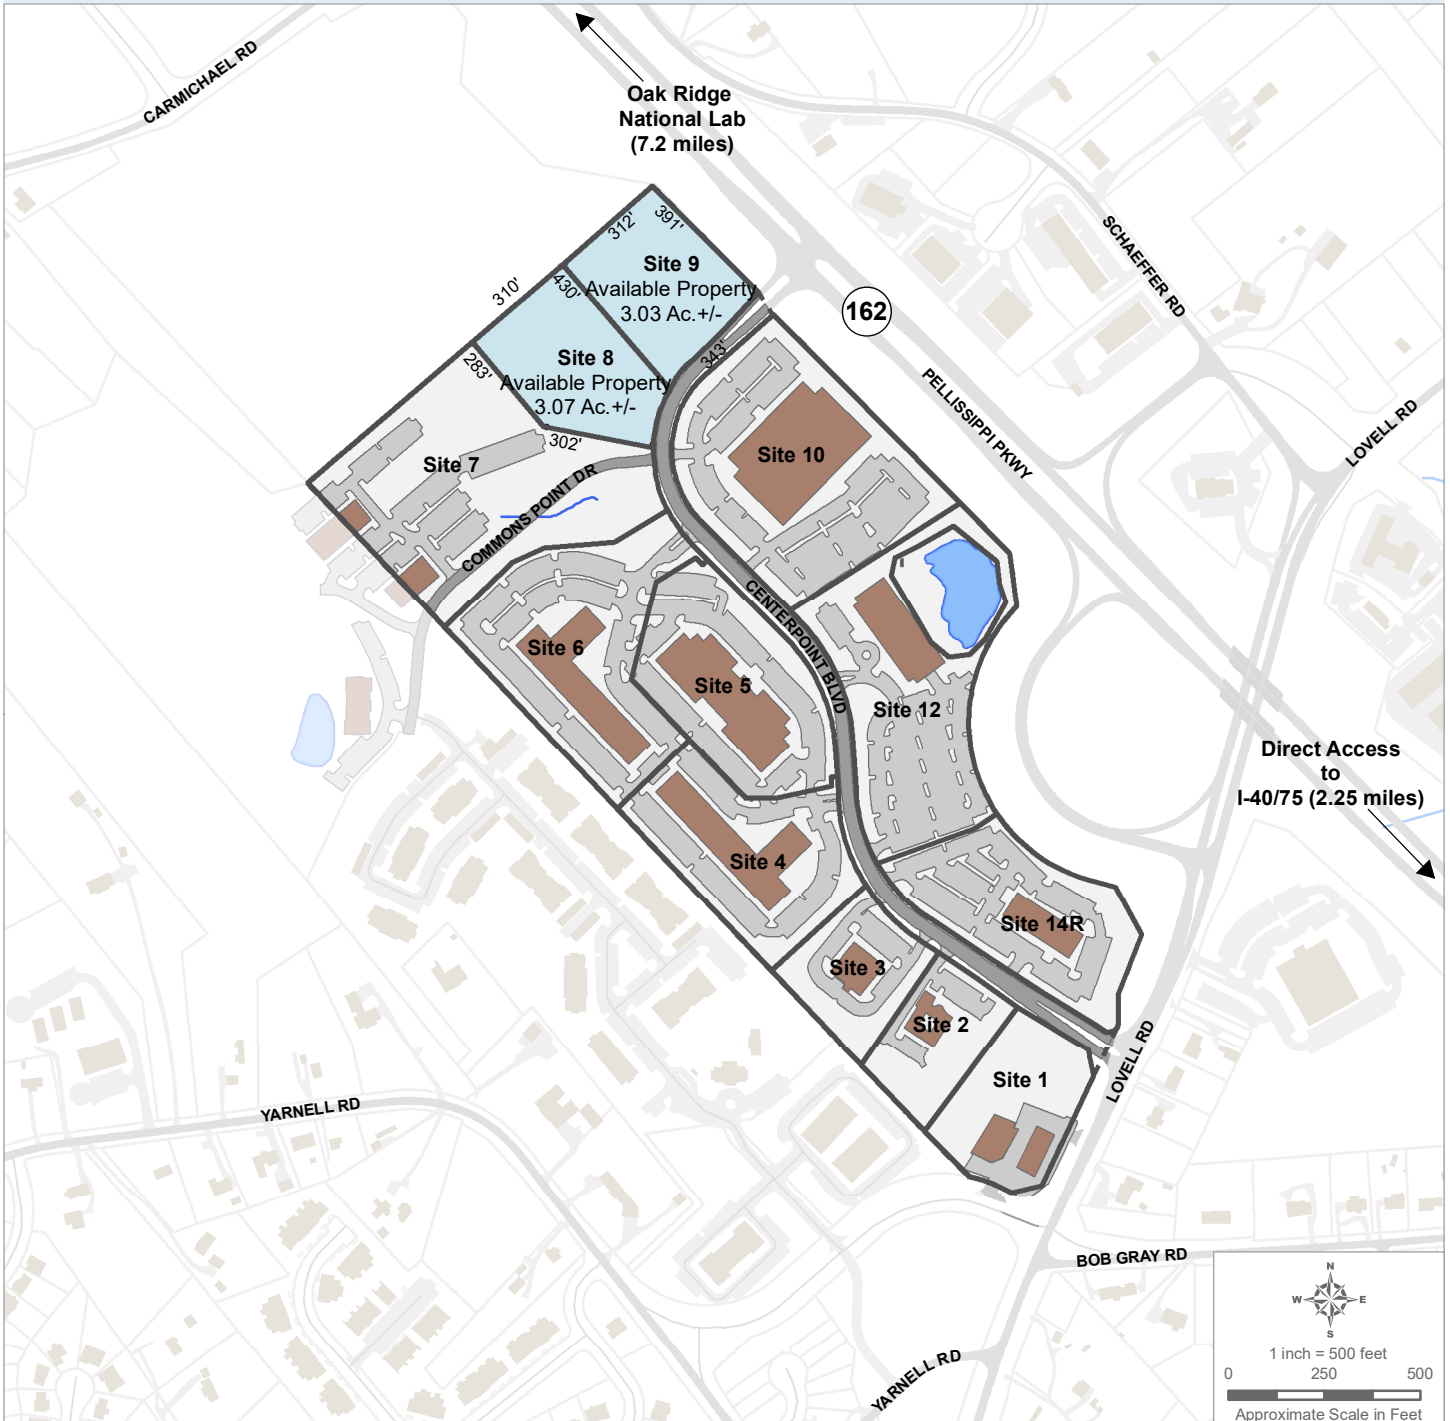 CARMICHAEL RD
Oak Ridge
National Lab
(7.2 miles)
SCHAEFFER RD
312'
391'
Site 9
Available Property
3.03 Ac.+/-
310'
430'
162
343'
Site 8
Available Property
3.07 Ac.+/-
283'
302'
PELLISSIPPI PKWY
LOVELL RD
Site 7
Site 10
COMMONS POINT DR
CENTERPOINT BLVD
Site 6
Site 5
Site 12
Direct Access
to
I-40/75 (2.25 miles)
Site 4
Site 14R
Site 3
Site 2
Site 1
LOVELL RD
YARNELL RD
BOB GRAY RD
YARNELL RD
N
W E
S
1 inch = 500 feet
0 250 500
Approximate Scale in Feet